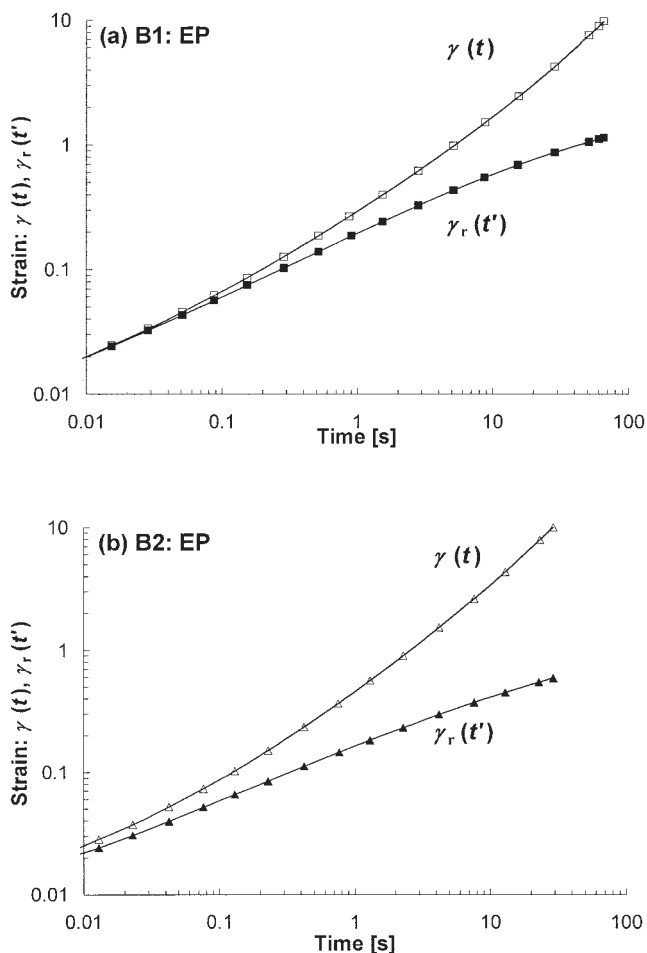 (a) B1: EP
γ (t)
γr (t')
Strain: γ (t), γr (t')
10
1
0.1
0.01
0.01 0.1 1 10 100
Time [s]
(b) B2: EP
γ (t)
γr (t')
Strain: γ (t), γr (t')
10
1
0.1
0.01
0.01 0.1 1 10 100
Time [s]